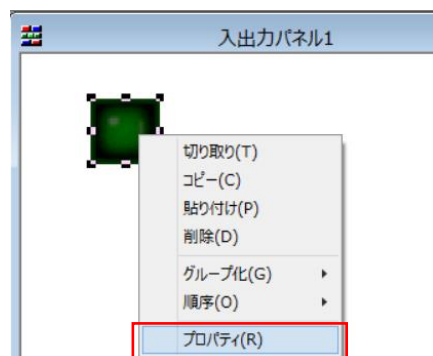 入出力パネル1
切り取り(T)
コピー(C)
貼り付け(P)
削除(D)
グループ化(G)
順序(O)
プロパティ(R)